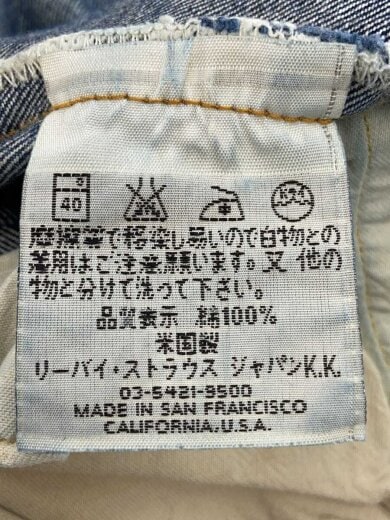 40
摩擦等で移染し易いので白物との
着用はご注意願います。又 他の
物と分けて洗って下さい。
品質表示 綿100%
米国製
リーバイ・ストラウス ジャパンK.K.
03-5421-9500
MADE IN SAN FRANCISCO
CALIFORNIA.U.S.A.